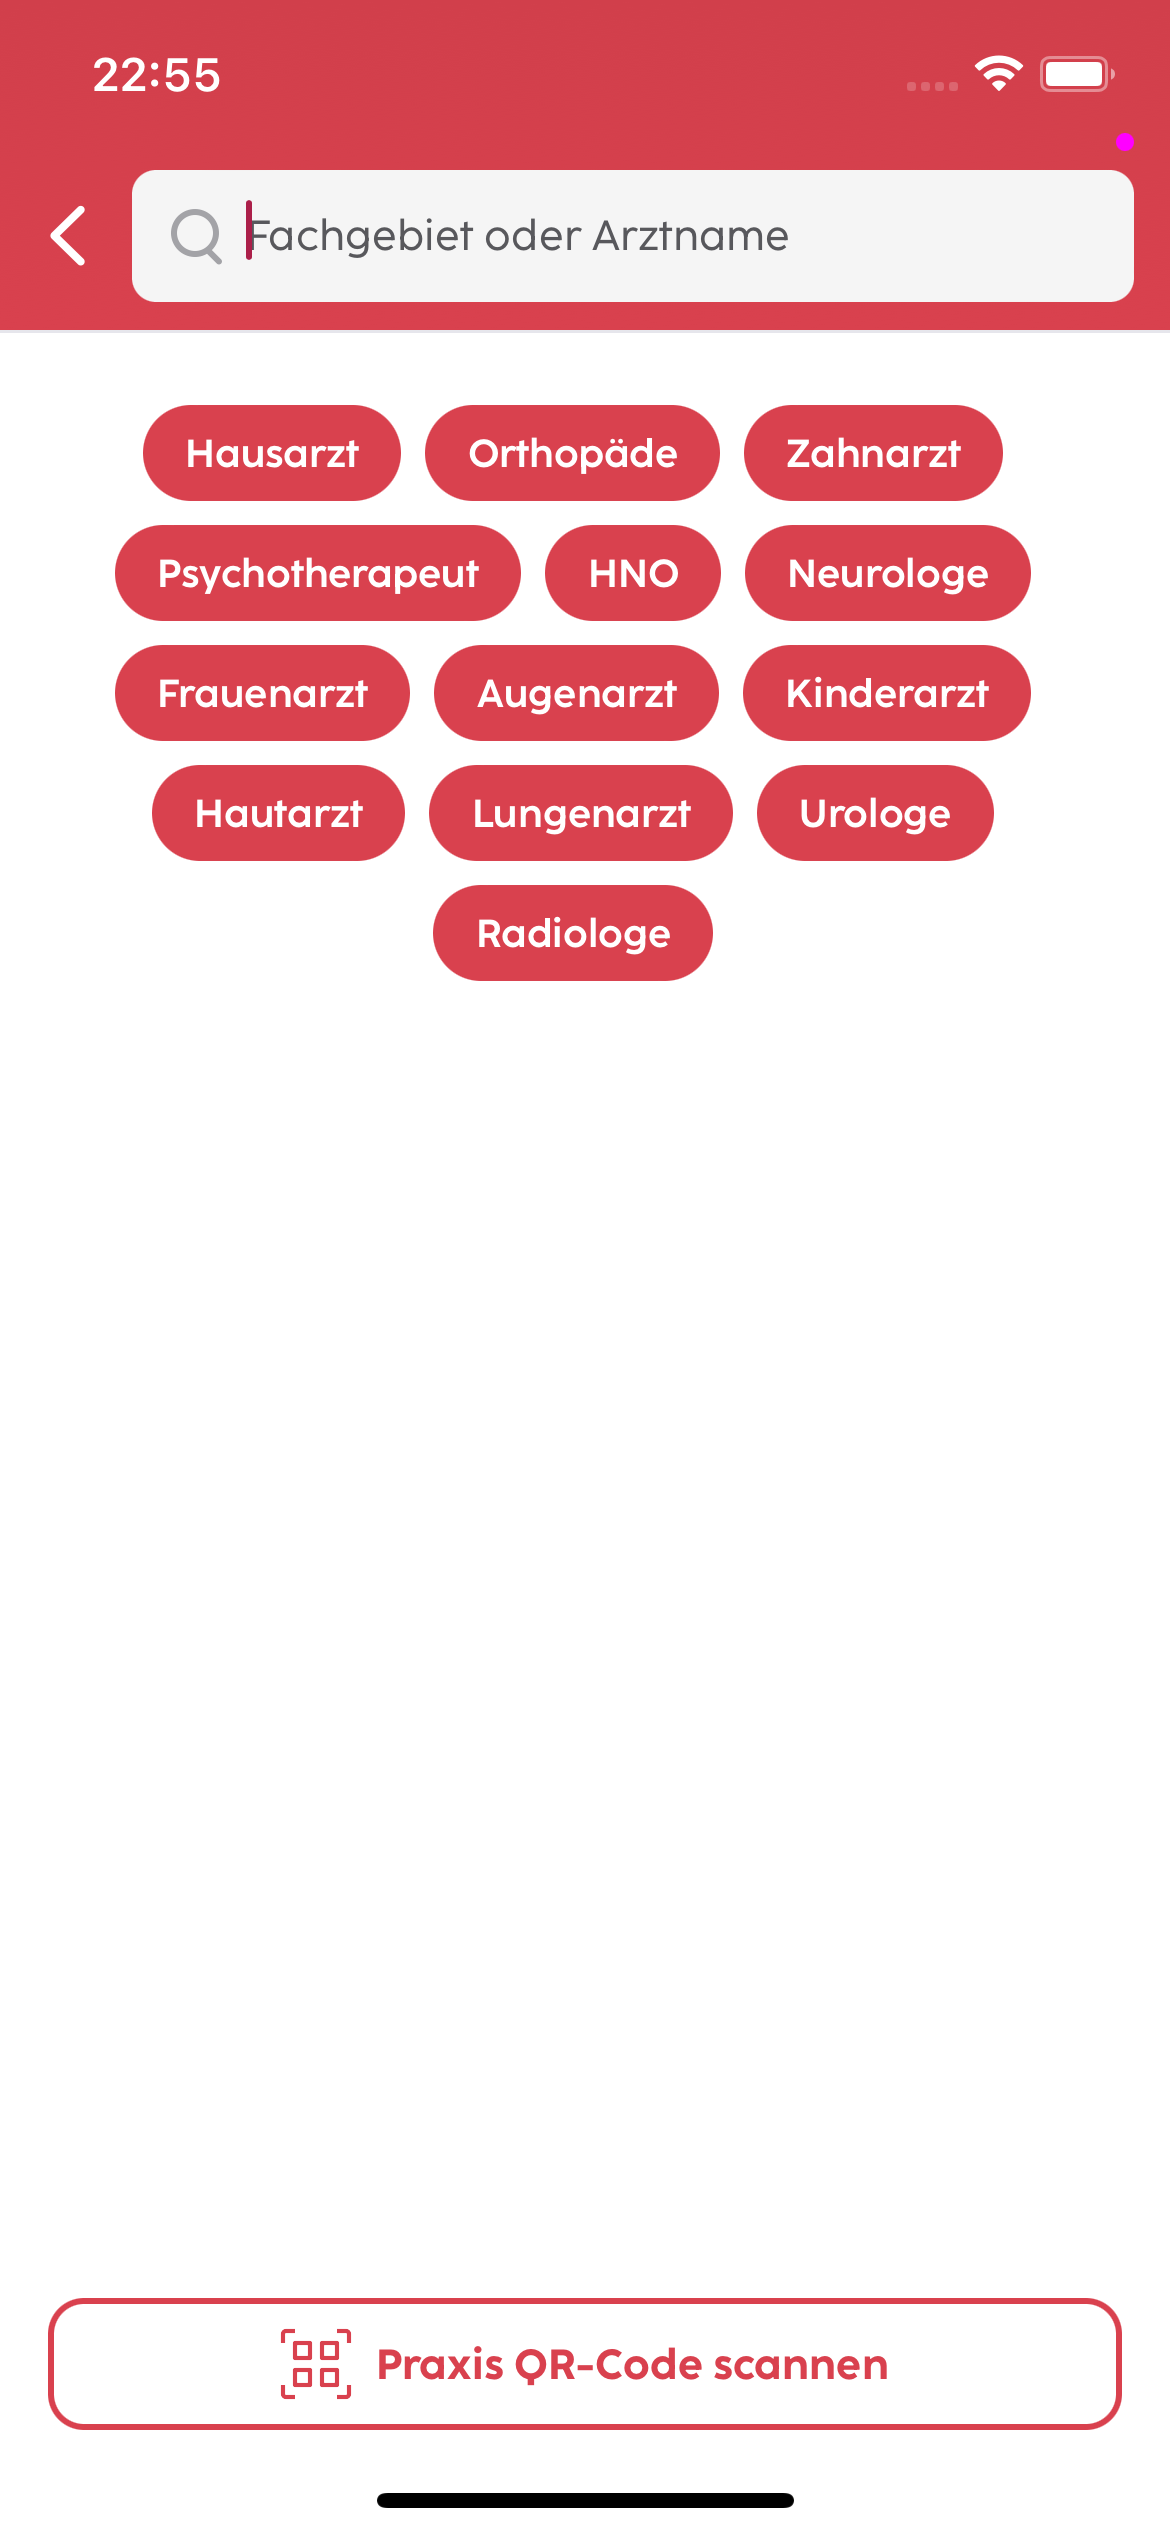 22:55
Fachgebiet oder Arztname
Hausarzt Orthopäde Zahnarzt
Psychotherapeut HNO Neurologe
Frauenarzt Augenarzt Kinderarzt
Hautarzt Lungenarzt Urologe
Radiologe
Praxis QR-Code scannen